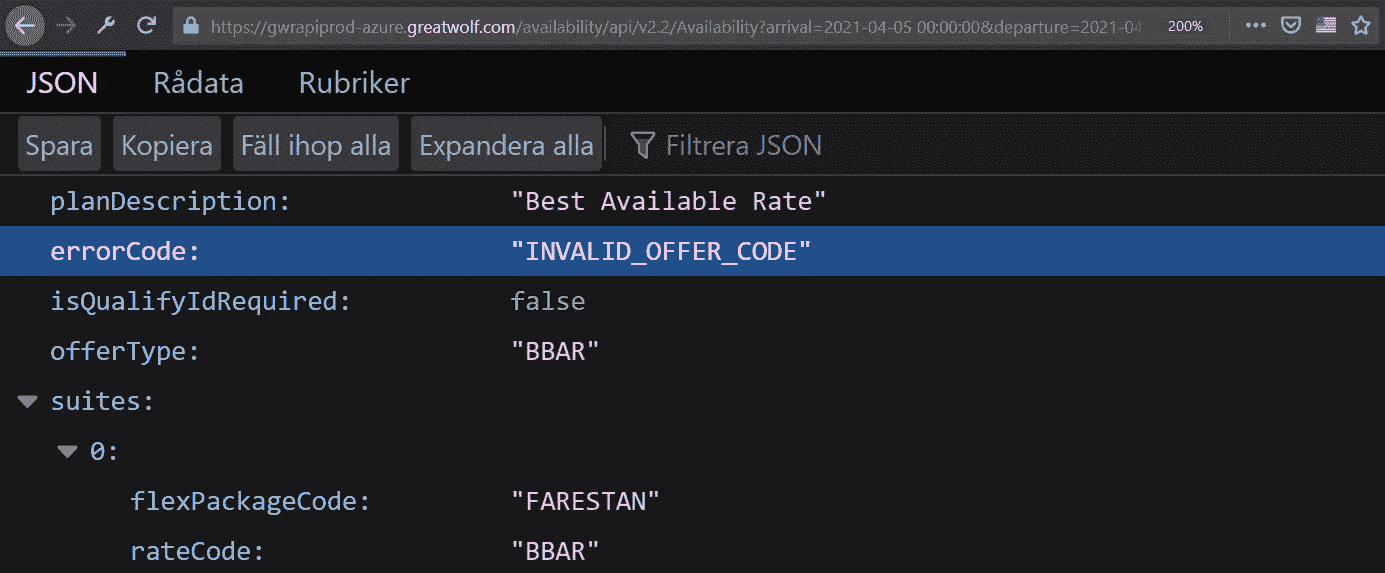 https://gwrapiprod-azure.greatwolf.com/availability/api/v2.2/Availability?arrival=2021-04-05 00:00:00&departure=2021-04 200%
JSON Rådata Rubriker
Spara Kopiera Fäll ihop alla Expandera alla Filtrera JSON
planDescription: "Best Available Rate"
errorCode: "INVALID_OFFER_CODE"
isQualifyIdRequired: false
offerType: "BBAR"
suites:
0:
flexPackageCode: "FARESTAN"
rateCode: "BBAR"